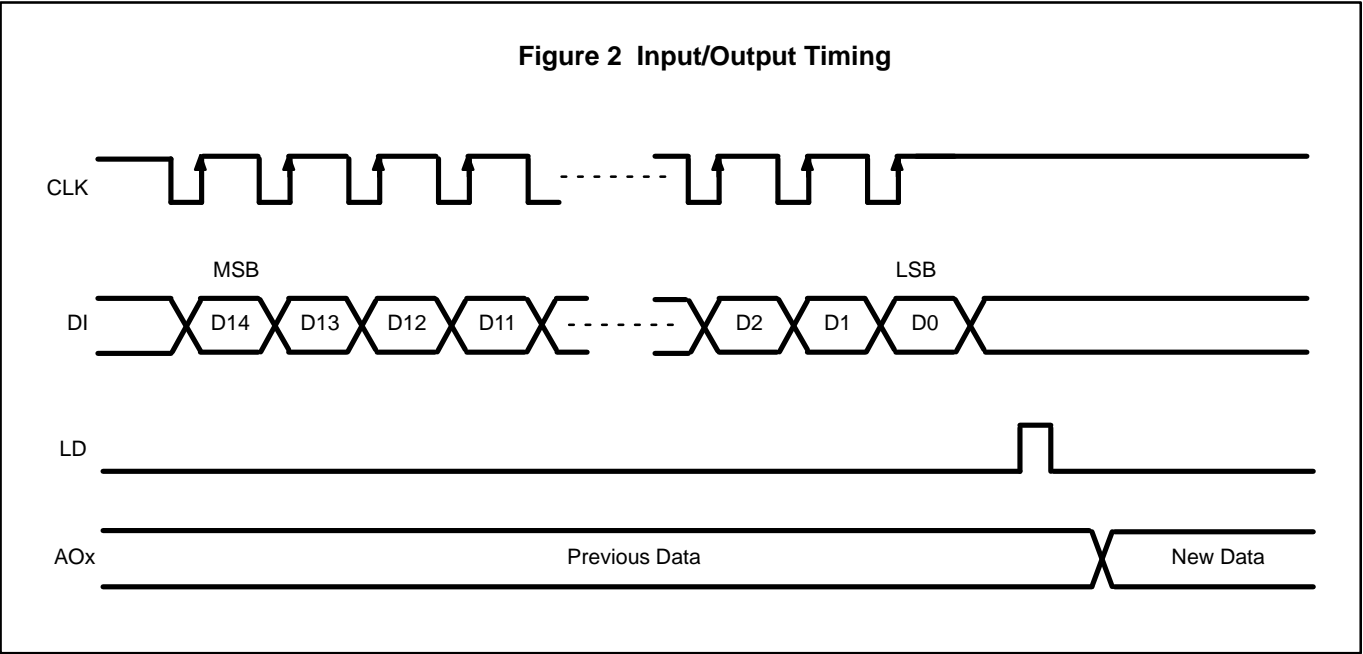 Figure 2  Input/Output Timing
CLK
MSB
LSB
DI
D14 D13 D12 D11 D2 D1 D0
LD
AOx
Previous Data
New Data